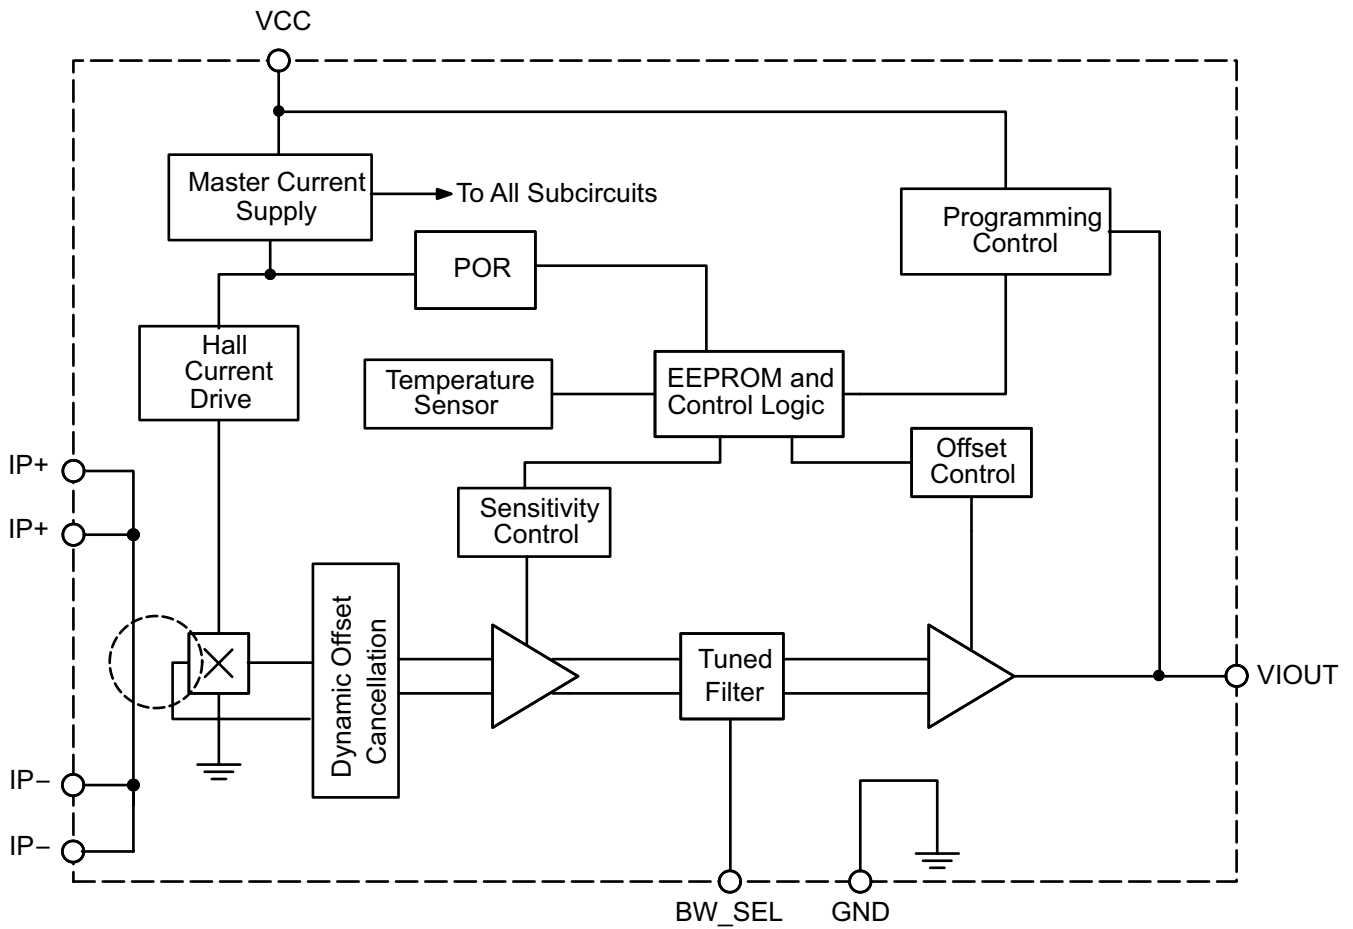 VCC
Master Current
Supply
To All Subcircuits
Programming
Control
POR
Hall
Current
Drive
Temperature
Sensor
EEPROM and
Control Logic
Offset
Control
Sensitivity
Control
IP+
IP+
Dynamic Offset
Cancellation
Tuned
Filter
VIOUT
IP−
IP−
BW_SEL
GND